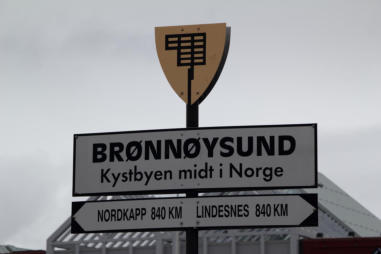 BRØNNØYSUND
Kystbyen midt i Norge
NORDKAPP 840 KM LINDESNES 840 KM